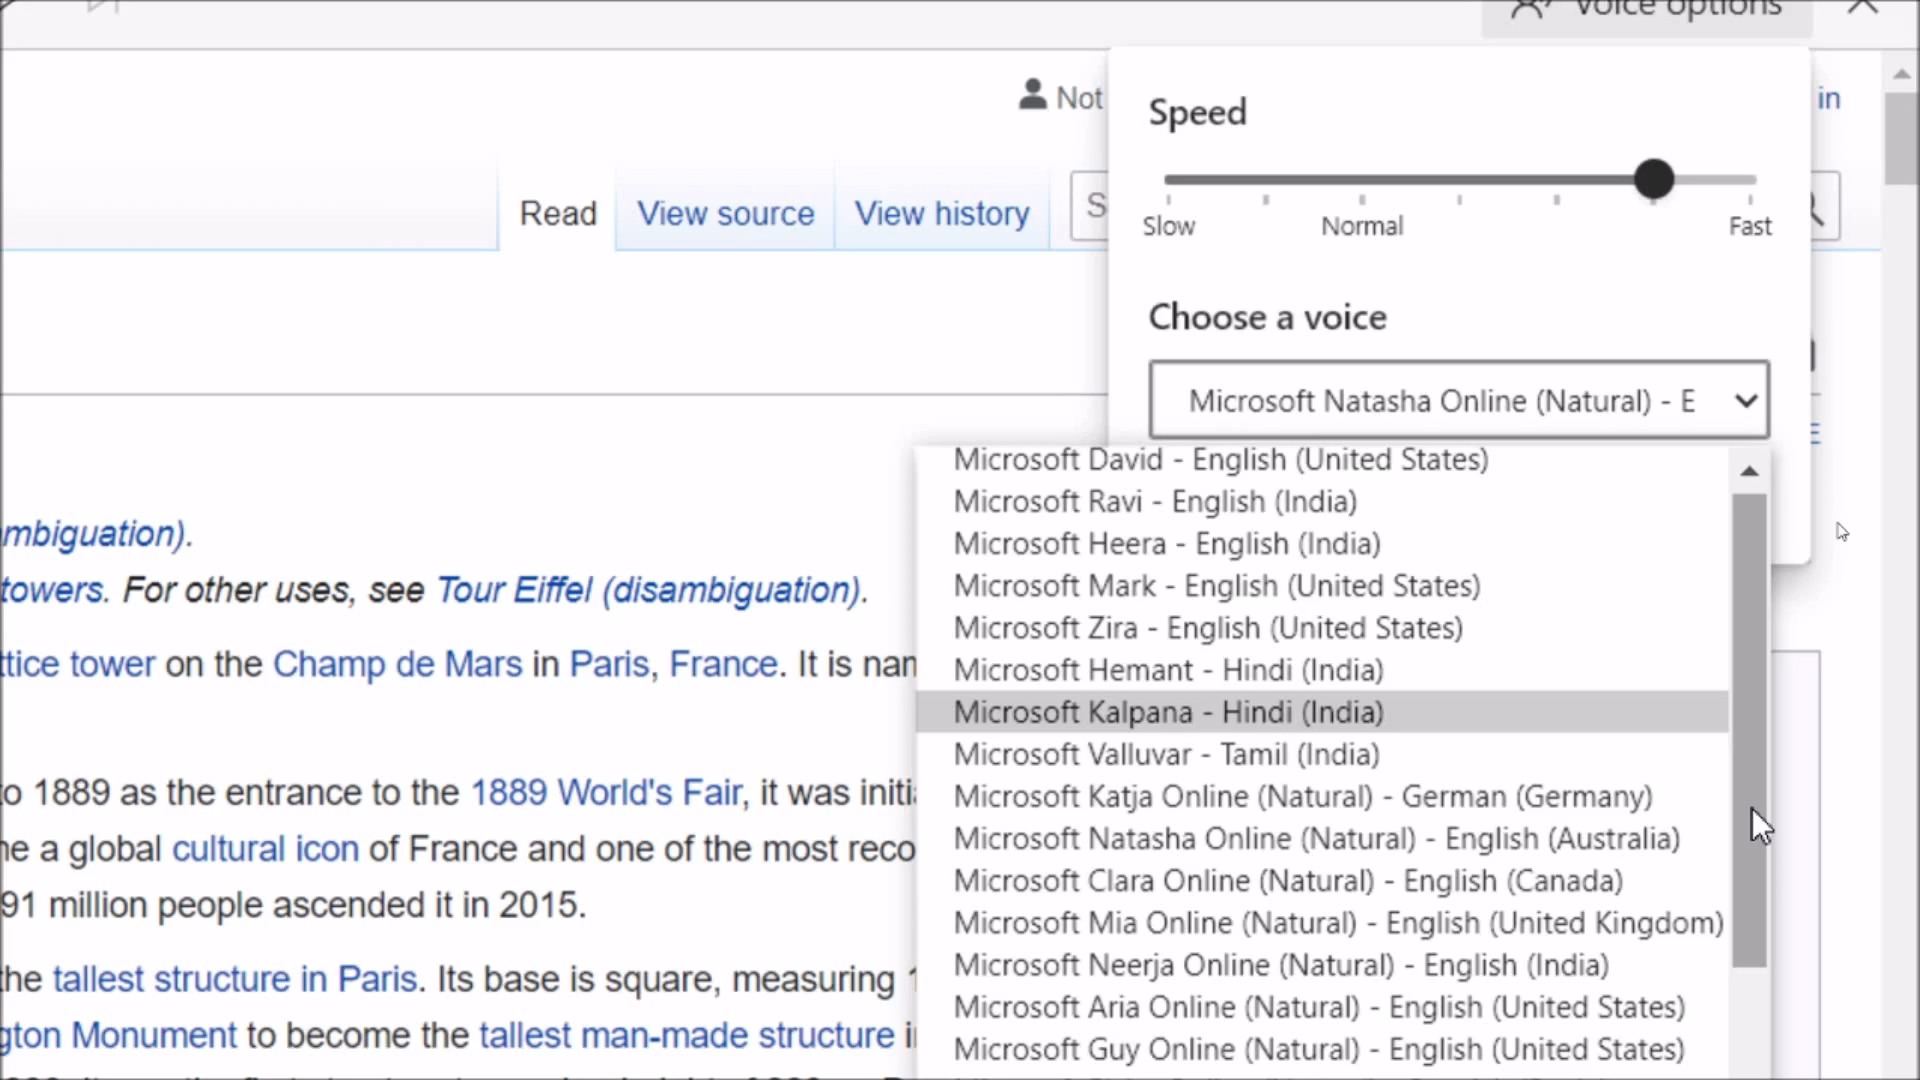 Voice options
Not
in
Speed
Slow
Normal
Fast
Read
View source
View history
S
Choose a voice
Microsoft Natasha Online (Natural) - E
Microsoft David - English (United States)
Microsoft Ravi - English (India)
Microsoft Heera - English (India)
Microsoft Mark - English (United States)
Microsoft Zira - English (United States)
Microsoft Hemant - Hindi (India)
Microsoft Kalpana - Hindi (India)
Microsoft Valluvar - Tamil (India)
Microsoft Katja Online (Natural) - German (Germany)
Microsoft Natasha Online (Natural) - English (Australia)
Microsoft Clara Online (Natural) - English (Canada)
Microsoft Mia Online (Natural) - English (United Kingdom)
Microsoft Neerja Online (Natural) - English (India)
Microsoft Aria Online (Natural) - English (United States)
Microsoft Guy Online (Natural) - English (United States)
mbiguation).
towers. For other uses, see Tour Eiffel (disambiguation).
ttice tower on the Champ de Mars in Paris, France. It is nan
to 1889 as the entrance to the 1889 World's Fair, it was initi
ne a global cultural icon of France and one of the most reco
91 million people ascended it in 2015.
the tallest structure in Paris. Its base is square, measuring 1
gton Monument to become the tallest man-made structure i